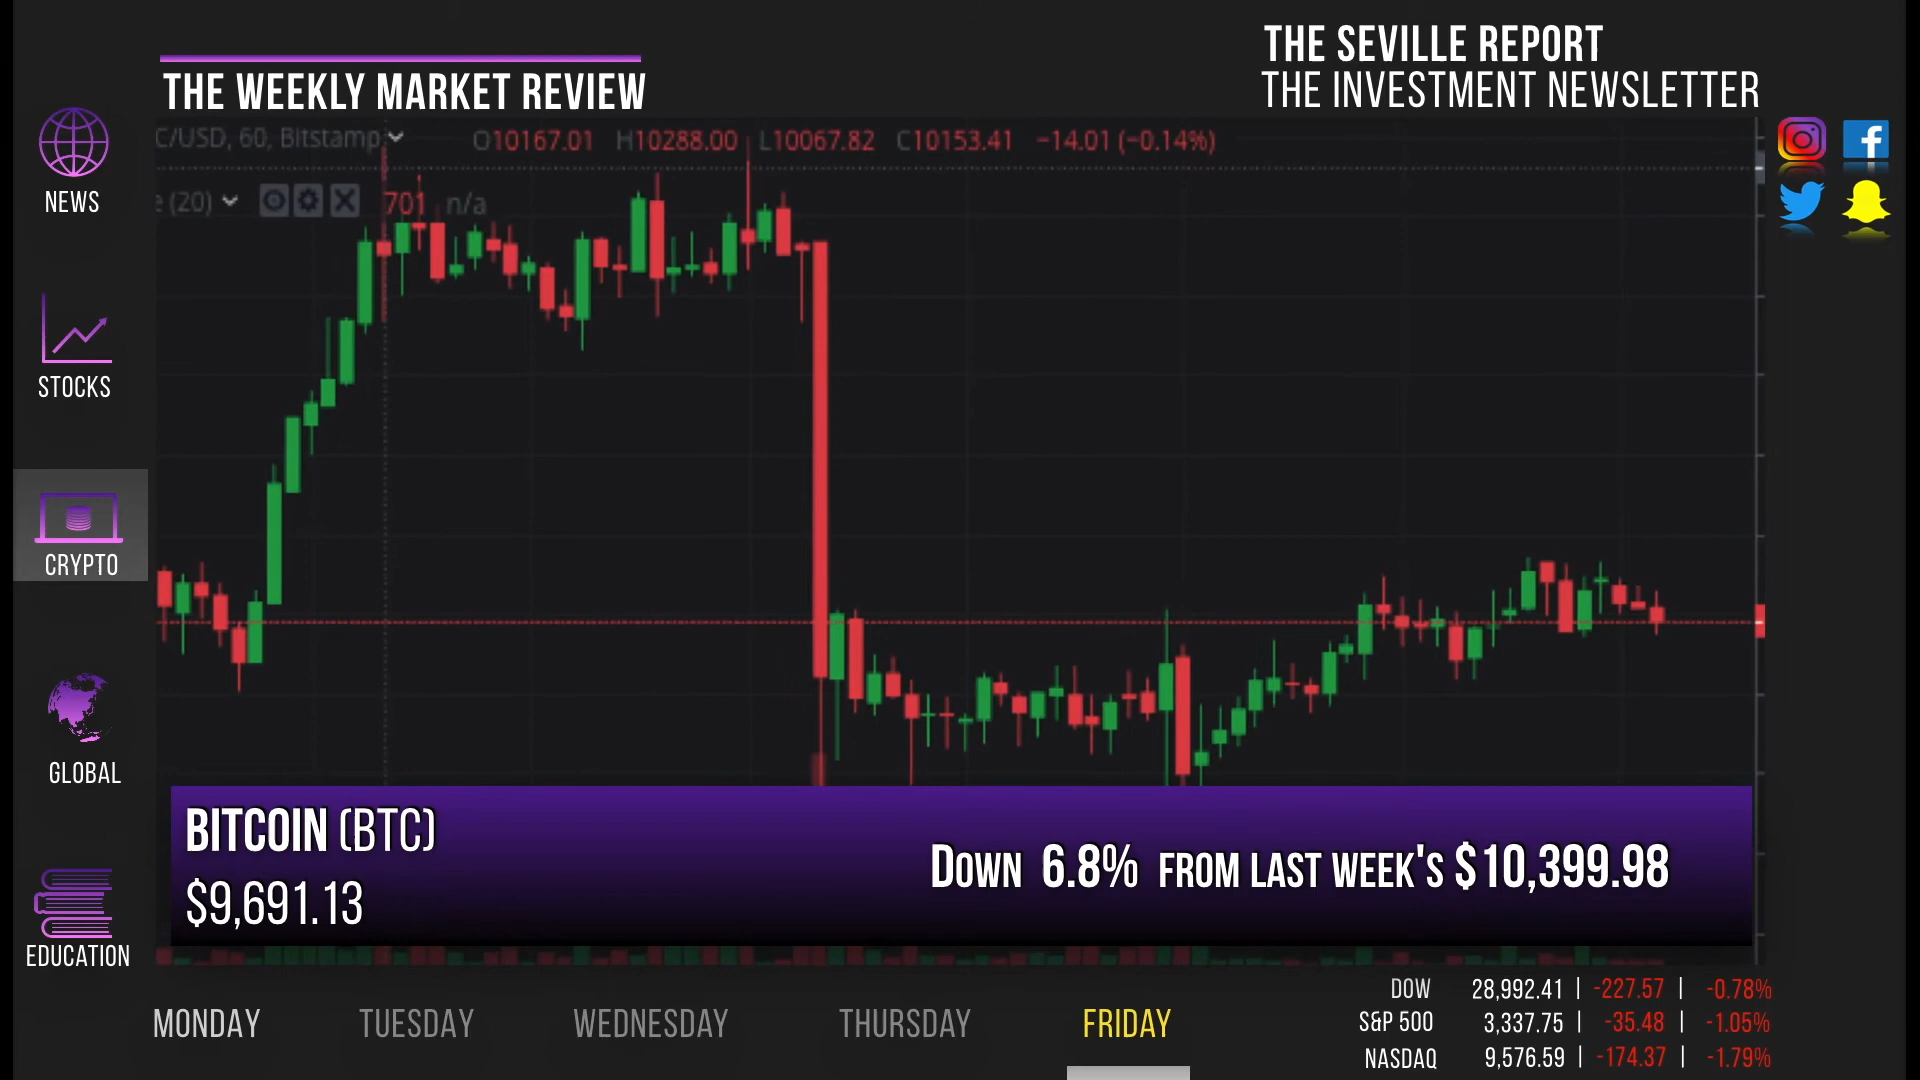 THE SEVILLE REPORT
THE INVESTMENT NEWSLETTER
THE WEEKLY MARKET REVIEW
C/USD, 60, Bitstamp O10167.01 H10288.00 L10067.82 C10153.41 −14.01 (−0.14%)
e (20) 701 n/a
NEWS
STOCKS
CRYPTO
GLOBAL
EDUCATION
BITCOIN (BTC)
$9,691.13
DOWN 6.8% FROM LAST WEEK'S $10,399.98
MONDAY TUESDAY WEDNESDAY THURSDAY FRIDAY
DOW 28,992.41 | -227.57 | -0.78%
S&P 500 3,337.75 | -35.48 | -1.05%
NASDAQ 9,576.59 | -174.37 | -1.79%